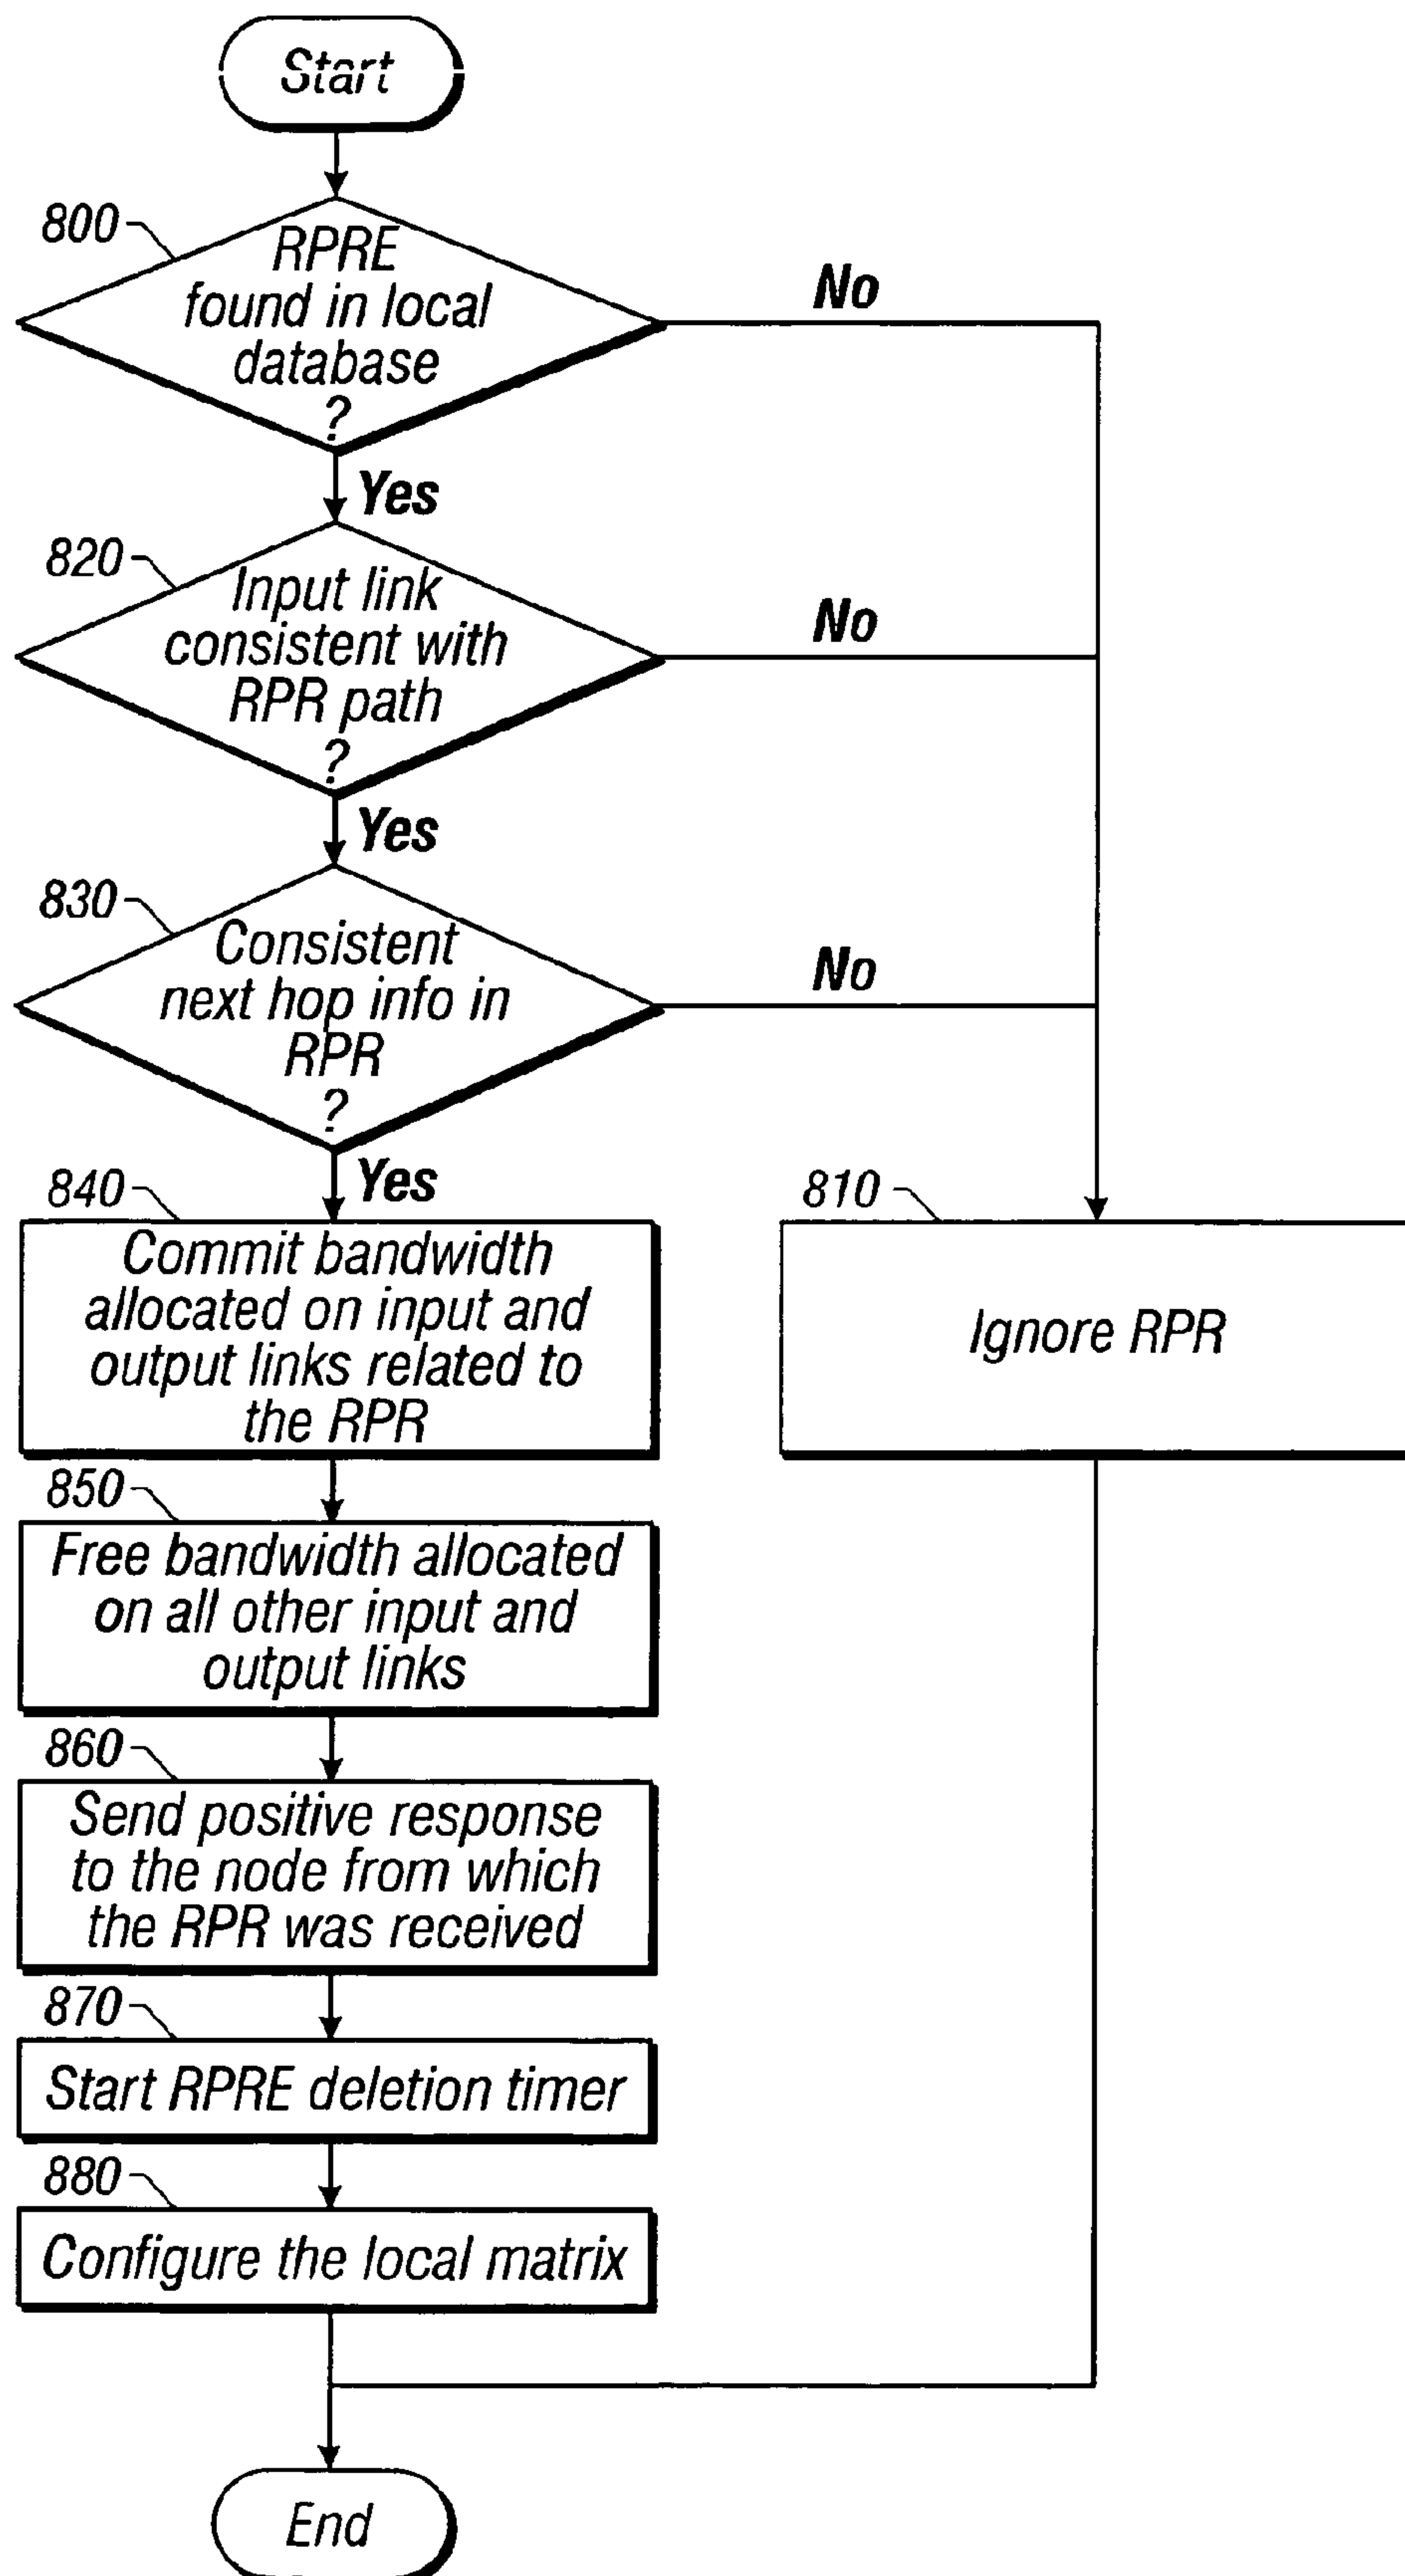 Start
800
RPRE
found in local
database
?
No
Yes
820
Input link
consistent with
RPR path
?
No
Yes
830
Consistent
next hop info in
RPR
?
No
Yes
840
Commit bandwidth
allocated on input and
output links related to
the RPR
810
Ignore RPR
850
Free bandwidth allocated
on all other input and
output links
860
Send positive response
to the node from which
the RPR was received
870
Start RPRE deletion timer
880
Configure the local matrix
End